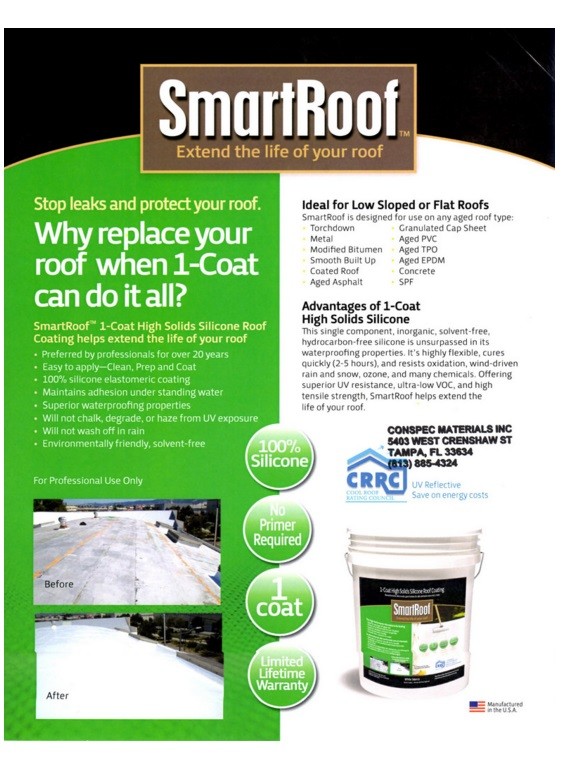 SmartRoof™
Extend the life of your roof
Stop leaks and protect your roof.
Why replace your
roof when 1-Coat
can do it all?
SmartRoof™ 1-Coat High Solids Silicone Roof
Coating helps extend the life of your roof
• Preferred by professionals for over 20 years
• Easy to apply—Clean, Prep and Coat
• 100% silicone elastomeric coating
• Maintains adhesion under standing water
• Superior waterproofing properties
• Will not chalk, degrade, or haze from UV exposure
• Will not wash off in rain
• Environmentally friendly, solvent-free
For Professional Use Only
Before
After
100%
Silicone
No
Primer
Required
1
coat
Limited
Lifetime
Warranty
Ideal for Low Sloped or Flat Roofs
SmartRoof is designed for use on any aged roof type:
• Torchdown
• Metal
• Modified Bitumen
• Smooth Built Up
• Coated Roof
• Aged Asphalt
• Granulated Cap Sheet
• Aged PVC
• Aged TPO
• Aged EPDM
• Concrete
• SPF
Advantages of 1-Coat
High Solids Silicone
This single component, inorganic, solvent-free,
hydrocarbon-free silicone is unsurpassed in its
waterproofing properties. It's highly flexible, cures
quickly (2-5 hours), and resists oxidation, wind-driven
rain and snow, ozone, and many chemicals. Offering
superior UV resistance, ultra-low VOC, and high
tensile strength, SmartRoof helps extend the
life of your roof.
CONSPEC MATERIALS INC
5403 WEST CRENSHAW ST
TAMPA, FL 33634
(813) 885-4324
CRRC
COOL ROOF
RATING COUNCIL
UV Reflective
Save on energy costs
1-Coat High Solids Silicone Roof Coating
SmartRoof
Manufactured
in the U.S.A.